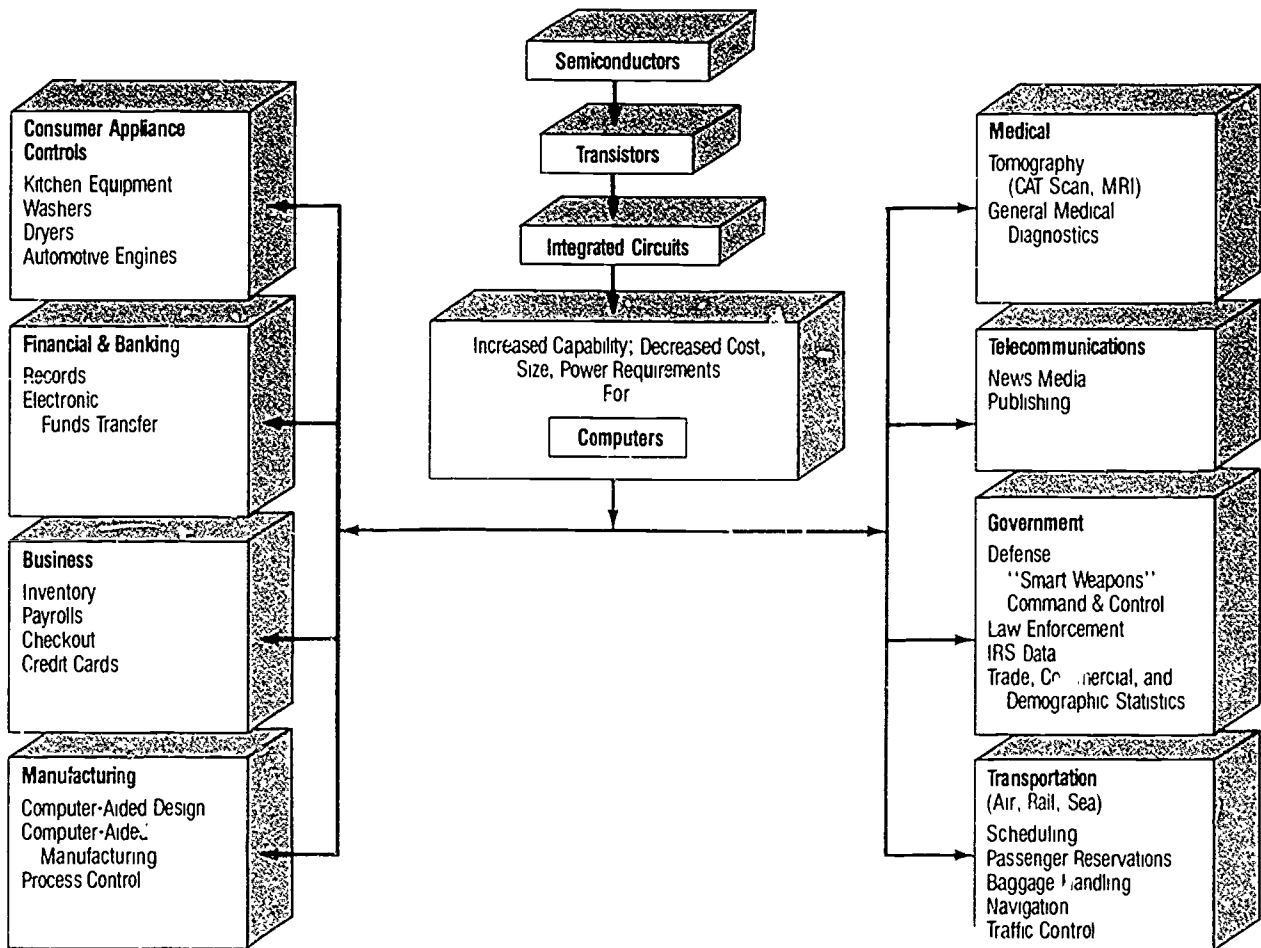 Semiconductors
Transistors
Integrated Circuits
Increased Capability; Decreased Cost,
Size, Power Requirements
For
Computers
Consumer Appliance
Controls
Kitchen Equipment
Washers
Dryers
Automotive Engines
Financial & Banking
Records
Electronic
Funds Transfer
Business
Inventory
Payrolls
Checkout
Credit Cards
Manufacturing
Computer-Aided Design
Computer-Aided
Manufacturing
Process Control
Medical
Tomography
(CAT Scan, MRI)
General Medical
Diagnostics
Telecommunications
News Media
Publishing
Government
Defense
"Smart Weapons"
Command & Control
Law Enforcement
IRS Data
Trade, and
Demographic Statistics
Transportation
(Air, Rail, Sea)
Scheduling
Passenger Reservations
Baggage Handling
Navigation
Traffic Control